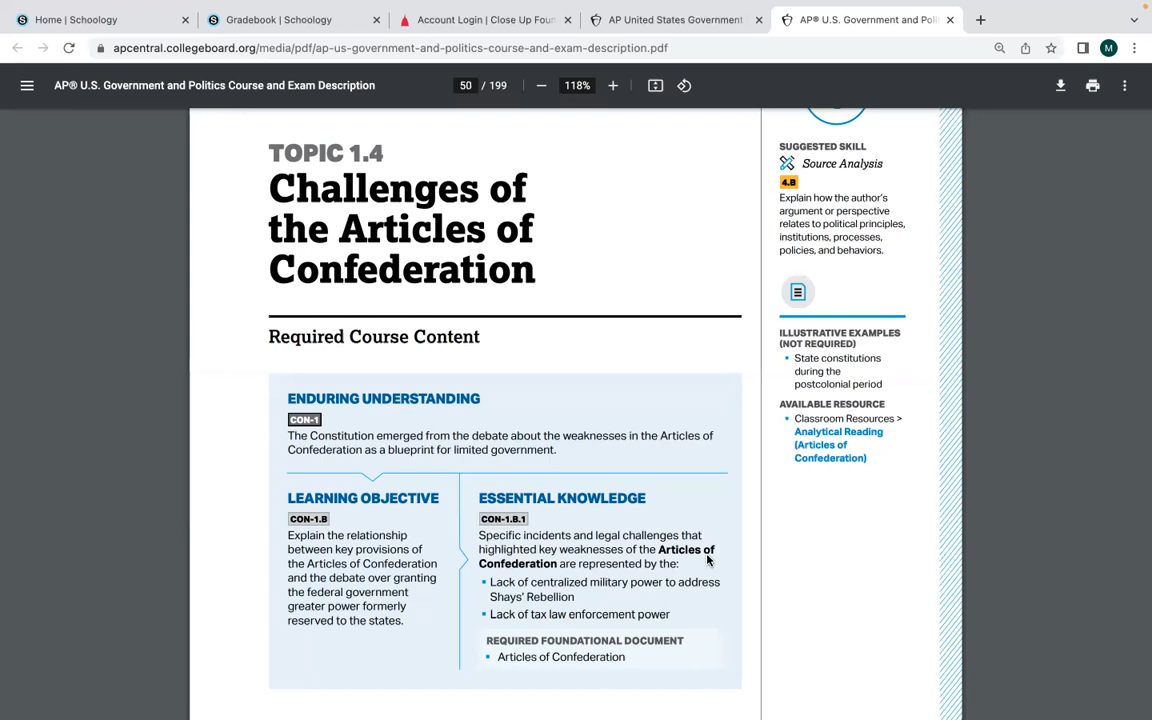 Home | Schoology
Gradebook | Schoology
Account Login | Close Up Foun
AP United States Government
AP® U.S. Government and Poli
apcentral.collegeboard.org/media/pdf/ap-us-government-and-politics-course-and-exam-description.pdf
M
AP® U.S. Government and Politics Course and Exam Description
50 / 199
118%
TOPIC 1.4
Challenges of
the Articles of
Confederation
Required Course Content
ENDURING UNDERSTANDING
CON-1
The Constitution emerged from the debate about the weaknesses in the Articles of
Confederation as a blueprint for limited government.
LEARNING OBJECTIVE
CON-1.B
Explain the relationship
between key provisions of
the Articles of Confederation
and the debate over granting
the federal government
greater power formerly
reserved to the states.
ESSENTIAL KNOWLEDGE
CON-1.B.1
Specific incidents and legal challenges that
highlighted key weaknesses of the Articles of
Confederation are represented by the:
• Lack of centralized military power to address
Shays’ Rebellion
• Lack of tax law enforcement power
REQUIRED FOUNDATIONAL DOCUMENT
• Articles of Confederation
SUGGESTED SKILL
Source Analysis
4.B
Explain how the author’s
argument or perspective
relates to political principles,
institutions, processes,
policies, and behaviors.
ILLUSTRATIVE EXAMPLES
(NOT REQUIRED)
• State constitutions
during the
postcolonial period
AVAILABLE RESOURCE
• Classroom Resources >
Analytical Reading
(Articles of
Confederation)